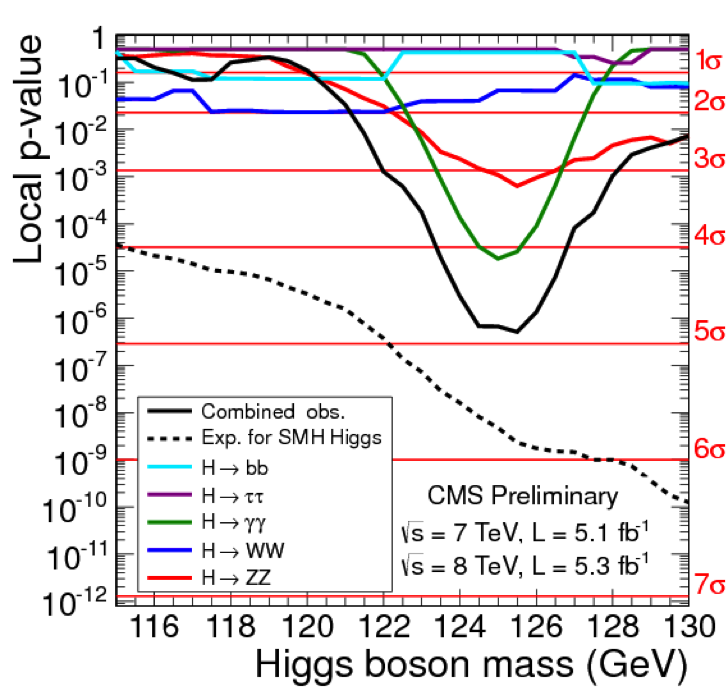 Local p-value
1
10⁻¹
10⁻²
10⁻³
10⁻⁴
10⁻⁵
10⁻⁶
10⁻⁷
10⁻⁸
10⁻⁹
10⁻¹⁰
10⁻¹¹
10⁻¹²
1σ
2σ
3σ
4σ
5σ
6σ
7σ
Combined obs.
Exp. for SMH Higgs
H → bb
H → ττ
H → γγ
H → WW
H → ZZ
CMS Preliminary
√s = 7 TeV, L = 5.1 fb⁻¹
√s = 8 TeV, L = 5.3 fb⁻¹
116 118 120 122 124 126 128 130
Higgs boson mass (GeV)